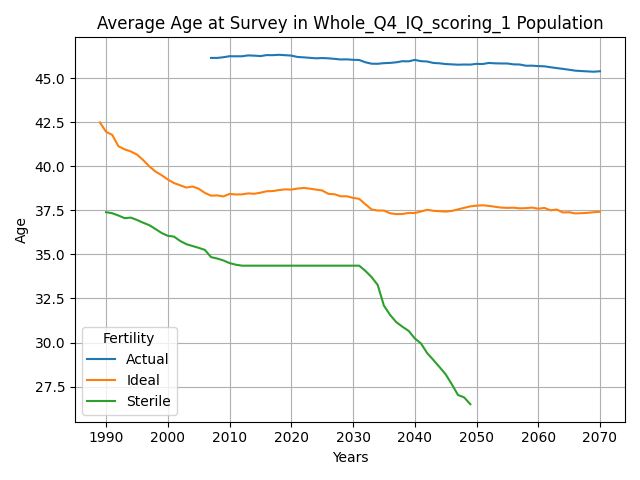 Average Age at Survey in Whole_Q4_IQ_scoring_1 Population
Age
45.0
42.5
40.0
37.5
35.0
32.5
30.0
27.5
Fertility
Actual
Ideal
Sterile
1990 2000 2010 2020 2030 2040 2050 2060 2070
Years